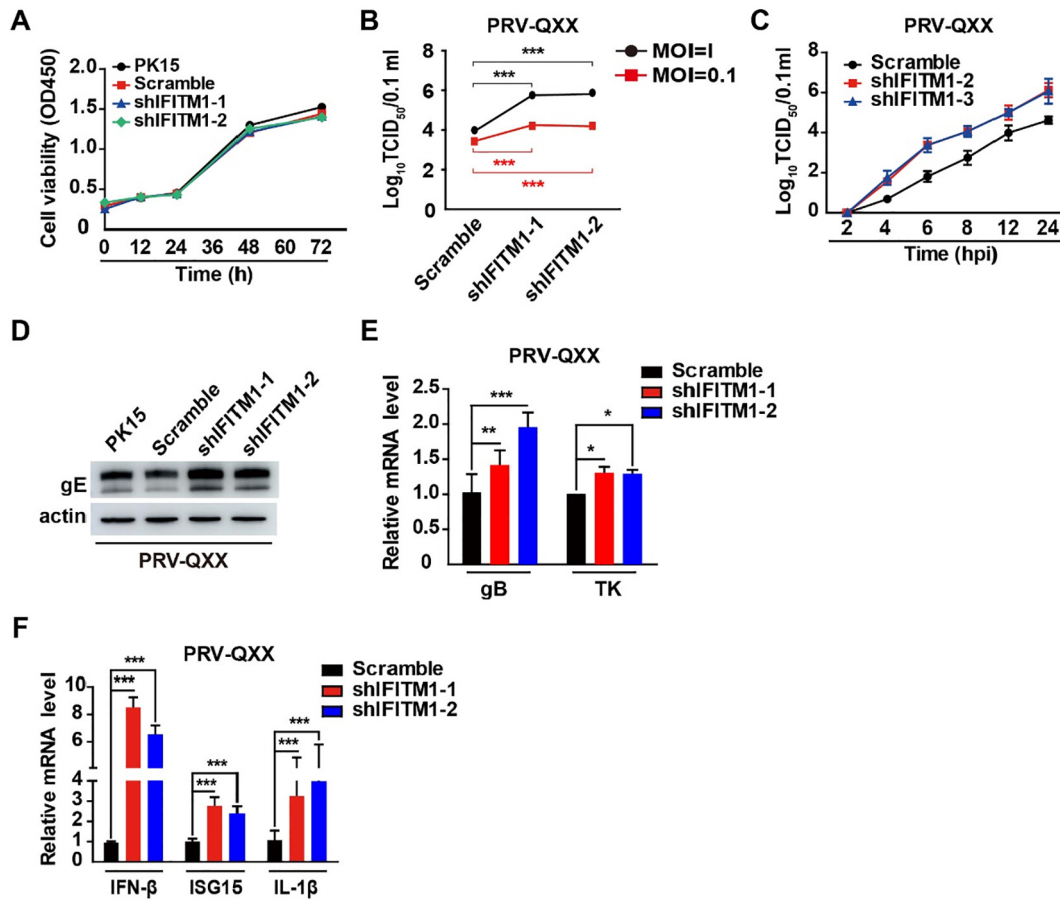 A
Cell viability (OD450)
2.0
1.5
1.0
0.5
0.0
PK15
Scramble
shIFITM1-1
shIFITM1-2
0 12 24 36 48 60 72
Time (h)
B
PRV-QXX
Log10TCID50/0.1 ml
8
6
4
2
0
***
***
***
***
MOI=I
MOI=0.1
Scramble
shIFITM1-1
shIFITM1-2
C
PRV-QXX
Log10TCID50/0.1ml
10
8
6
4
2
0
Scramble
shIFITM1-2
shIFITM1-3
2 4 6 8 12 24
Time (hpi)
D
PK15
Scramble
shIFITM1-1
shIFITM1-2
gE
actin
PRV-QXX
E
PRV-QXX
Relative mRNA level
2.5
2.0
1.5
1.0
0
Scramble
shIFITM1-1
shIFITM1-2
***
**
*
*
gB TK
F
PRV-QXX
Relative mRNA level
10
8
6
4
3
2
1
0
Scramble
shIFITM1-1
shIFITM1-2
***
***
***
***
***
***
IFN-β ISG15 IL-1β